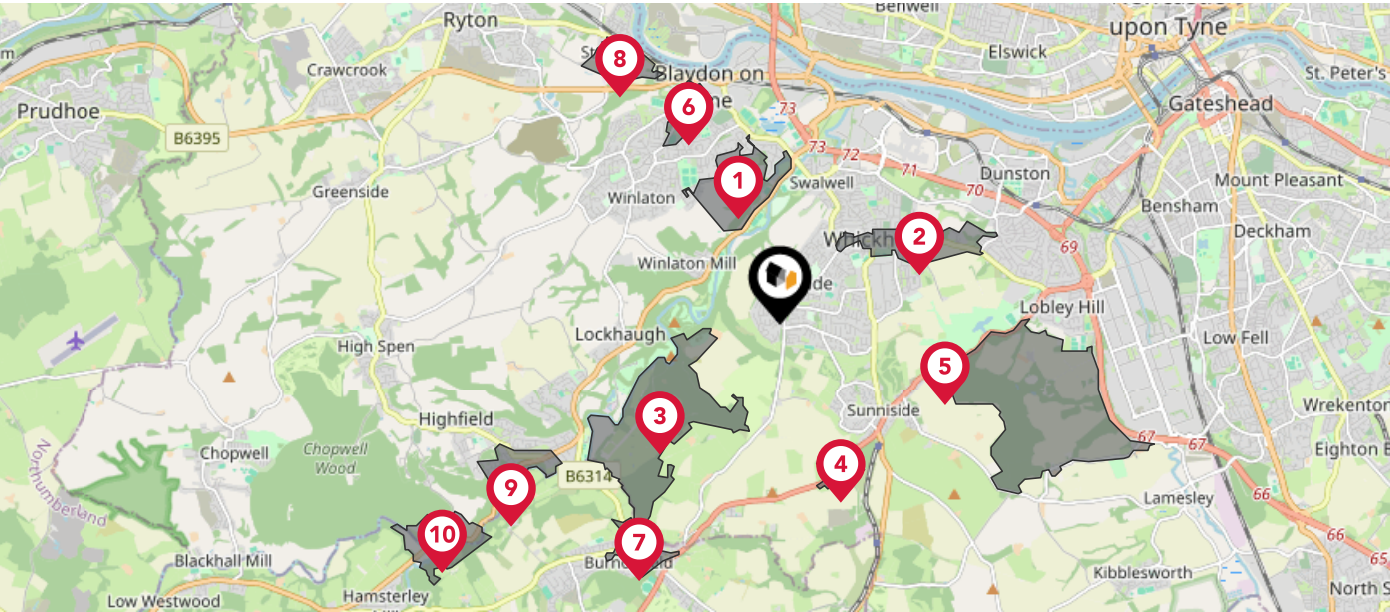 Benwell
Ryton
upon Tyne
Elswick
Crawcrook
8
Blaydon on
St. Peter's
Prudhoe
6
73
Gateshead
B6395
73
72
71
1
Swalwell
Dunston
70
Mount Pleasant
Greenside
Winlaton
Bensham
2
Deckham
69
Winlaton Mill
Lobley Hill
Lockhaugh
High Spen
Low Fell
5
3
Sunniside
Wrekenton
Highfield
67
67
Chopwell
Chopwell
Wood
Eighton B
4
B6314
9
Northumberland
Lamesley
66
10
7
66
65
Blackhall Mill
Kibblesworth
Low Westwood
Hamsterley
North S